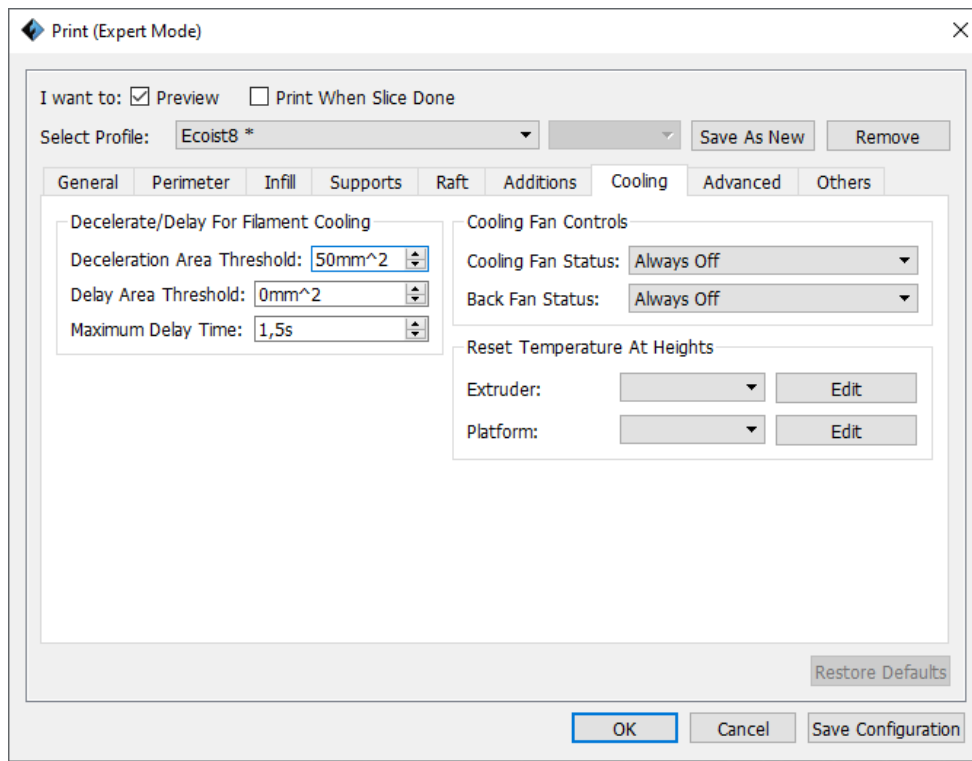 Print (Expert Mode)
I want to: Preview Print When Slice Done
Select Profile: Ecoist8 * Save As New Remove
General Perimeter Infill Supports Raft Additions Cooling Advanced Others
Decelerate/Delay For Filament Cooling
Deceleration Area Threshold: 50mm^2
Delay Area Threshold: 0mm^2
Maximum Delay Time: 1,5s
Cooling Fan Controls
Cooling Fan Status: Always Off
Back Fan Status: Always Off
Reset Temperature At Heights
Extruder: Edit
Platform: Edit
Restore Defaults
OK Cancel Save Configuration